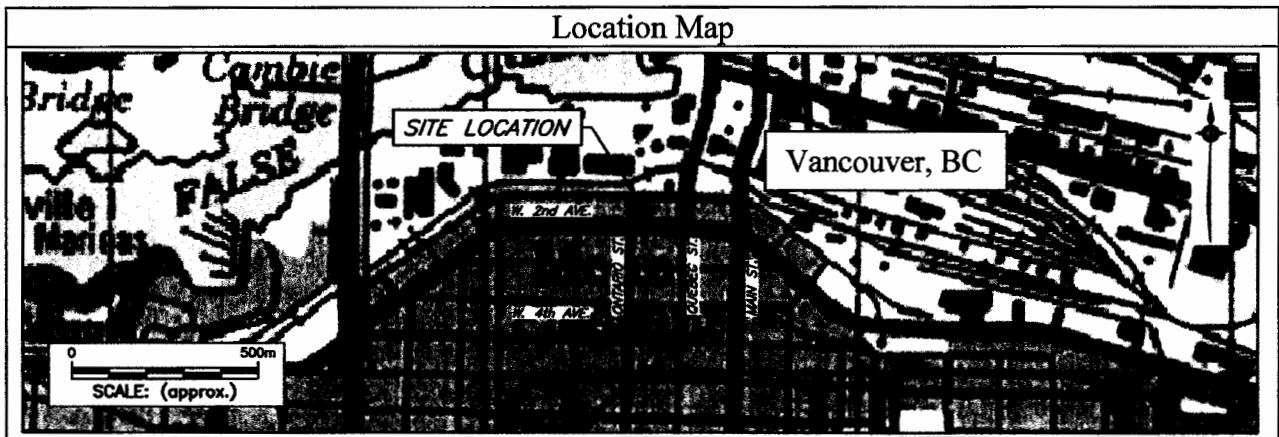 Location Map
Cambie
Bridge
Bridge
SITE LOCATION
FALSE
Vancouver, BC
ville
W. 2nd AVE.
ONTARIO ST.
QUEBEC ST.
MAIN ST.
W. 4th AVE.
0 500m
SCALE: (approx.)